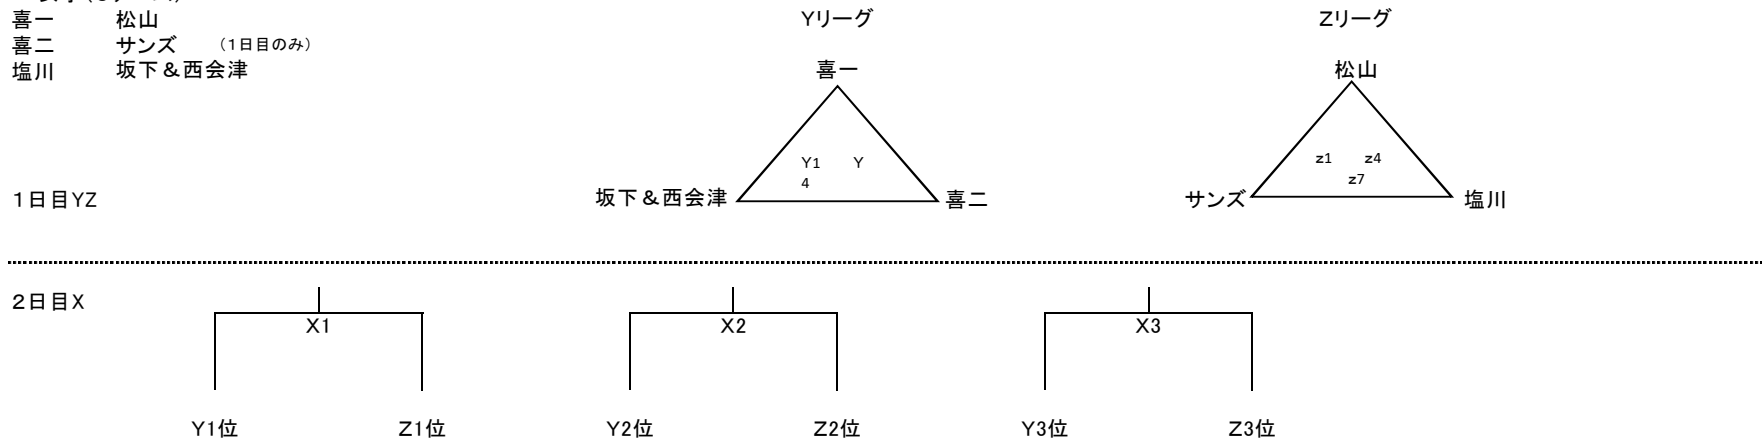 喜一 松山
喜二 サンズ (1日目のみ)
塩川 坂下＆西会津
Yリーグ Zリーグ
喜一 松山
Y1 Y
4
z1 z4
z7
1日目YZ
坂下＆西会津 喜二 サンズ 塩川
2日目X
X1 X2 X3
Y1位 Z1位 Y2位 Z2位 Y3位 Z3位